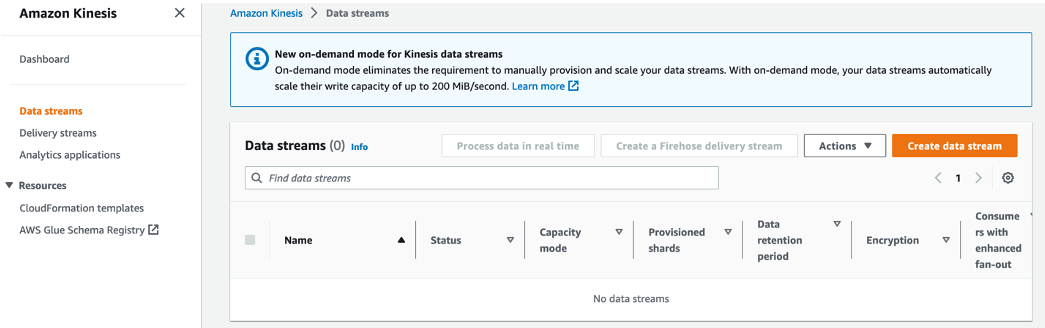 Amazon Kinesis
Dashboard
Data streams
Delivery streams
Analytics applications
Resources
CloudFormation templates
AWS Glue Schema Registry
Amazon Kinesis > Data streams
New on-demand mode for Kinesis data streams
On-demand mode eliminates the requirement to manually provision and scale your data streams. With on-demand mode, your data streams automatically
scale their write capacity of up to 200 MiB/second. Learn more
Data streams (0) Info
Process data in real time
Create a Firehose delivery stream
Actions
Create data stream
Find data streams
1
Name
Status
Capacity
mode
Provisioned
shards
Data
retention
period
Encryption
Consume
rs with
enhanced
fan-out
No data streams